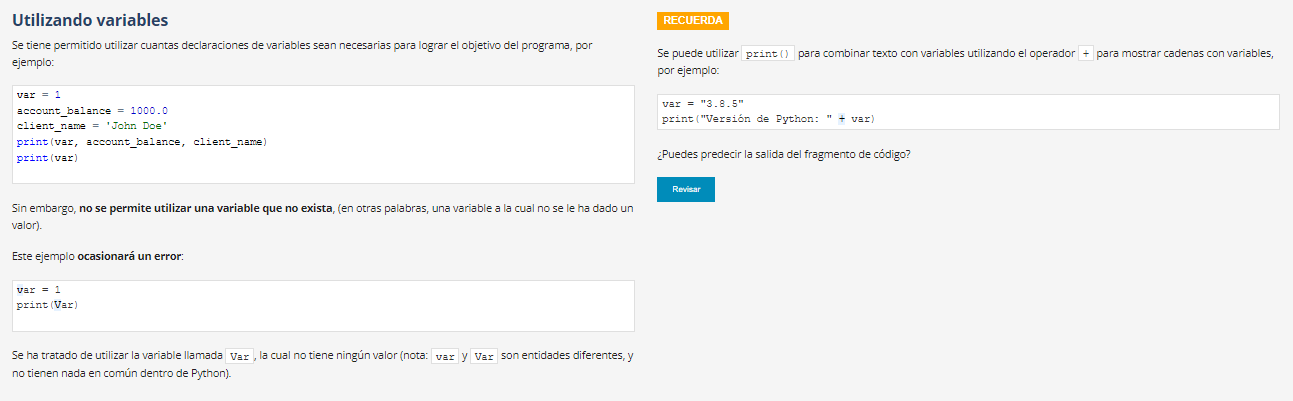 Utilizando variables
Se tiene permitido utilizar cuantas declaraciones de variables sean necesarias para lograr el objetivo del programa, por
ejemplo:
var = 1
account_balance = 1000.0
client_name = 'John Doe'
print(var, account_balance, client_name)
print(var)
Sin embargo, no se permite utilizar una variable que no exista, (en otras palabras, una variable a la cual no se le ha dado un
valor).
Este ejemplo ocasionará un error:
var = 1
print(Var)
Se ha tratado de utilizar la variable llamada Var, la cual no tiene ningún valor (nota: var y Var son entidades diferentes, y
no tienen nada en común dentro de Python).
RECUERDA
Se puede utilizar print() para combinar texto con variables utilizando el operador + para mostrar cadenas con variables,
por ejemplo:
var = "3.8.5"
print("Versión de Python: " + var)
¿Puedes predecir la salida del fragmento de código?
Revisar